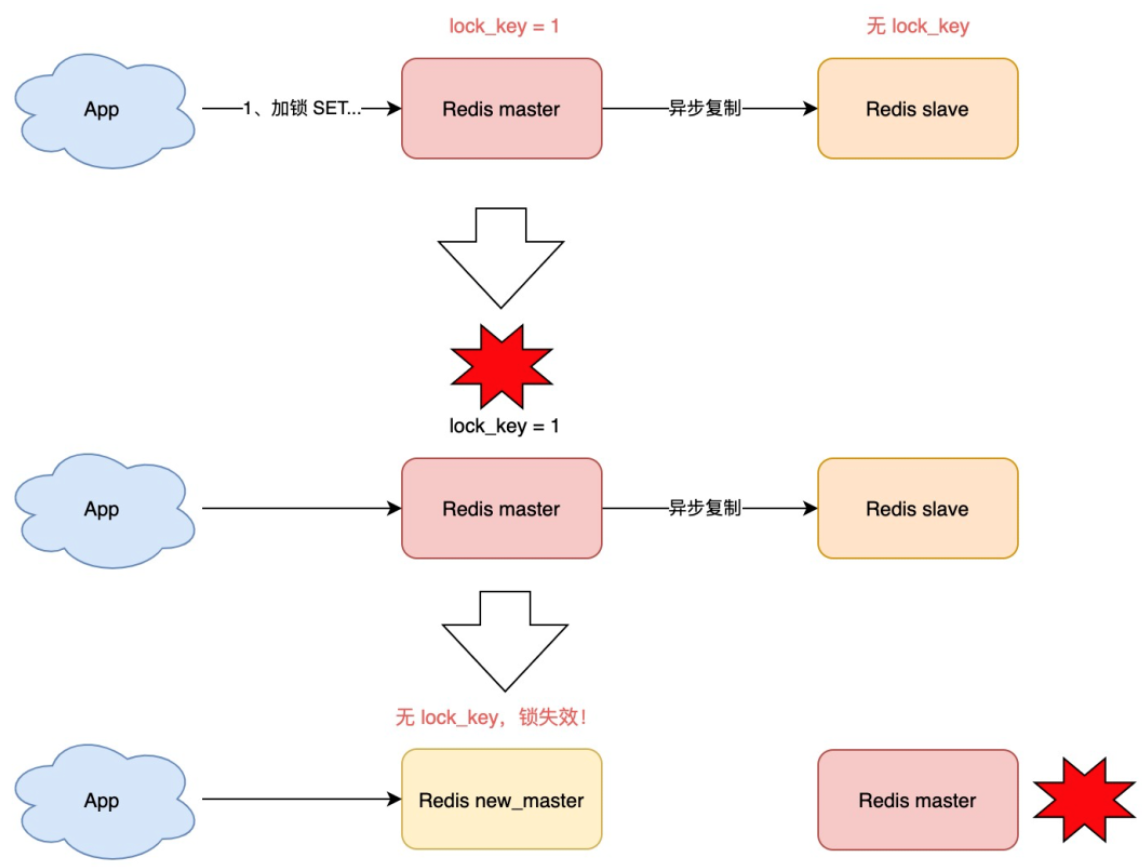 lock_key = 1
无 lock_key
App
1、加锁 SET...
Redis master
异步复制
Redis slave
lock_key = 1
App
Redis master
异步复制
Redis slave
无 lock_key，锁失效！
App
Redis new_master
Redis master